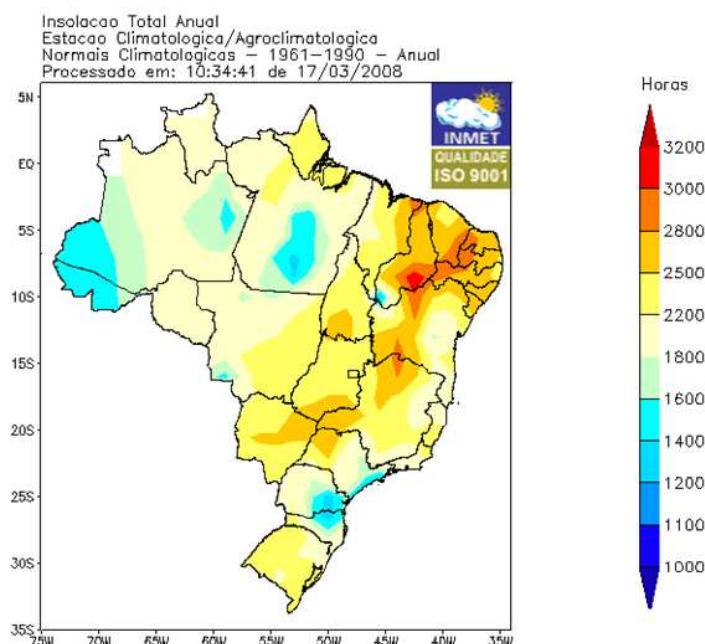 Insolacao Total Anual
Estacao Climatologica/Agroclimatologica
Normais Climatologicas - 1961-1990 - Anual
Processado em: 10:34:41 de 17/03/2008
INMET
QUALIDADE
ISO 9001
5N
EQ
5S
10S
15S
20S
25S
30S
35S
75W 70W 65W 60W 55W 50W 45W 40W 35W
Horas
3200
3000
2800
2500
2200
1800
1600
1400
1200
1100
1000